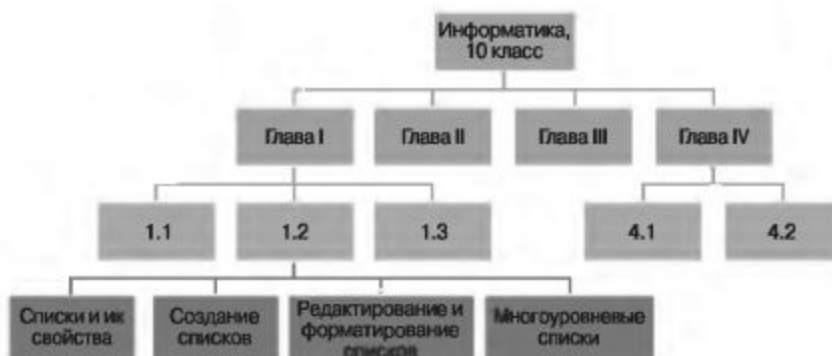 Информатика,
10 класс
Глава I
Глава II
Глава III
Глава IV
1.1
1.2
1.3
4.1
4.2
Списки и их
свойства
Создание
списков
Редактирование и
форматирование
списков
Многоуровневые
списки